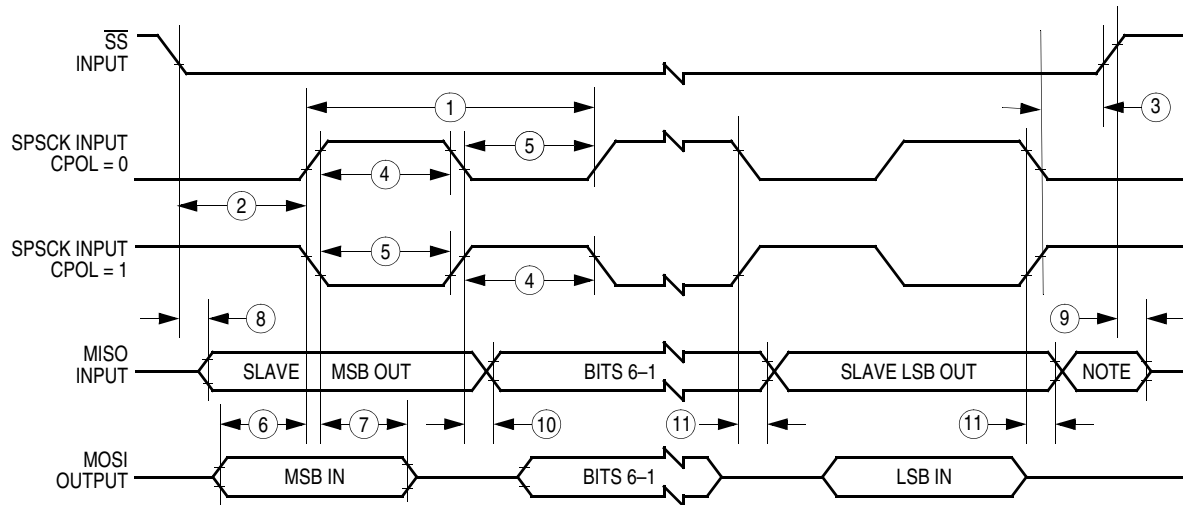 SS
INPUT
1
3
SPSCK INPUT
CPOL = 0
5
4
2
SPSCK INPUT
CPOL = 1
5
4
8
9
MISO
INPUT
SLAVE MSB OUT
BITS 6–1
SLAVE LSB OUT
NOTE
6
7
10
11
11
MOSI
OUTPUT
MSB IN
BITS 6–1
LSB IN